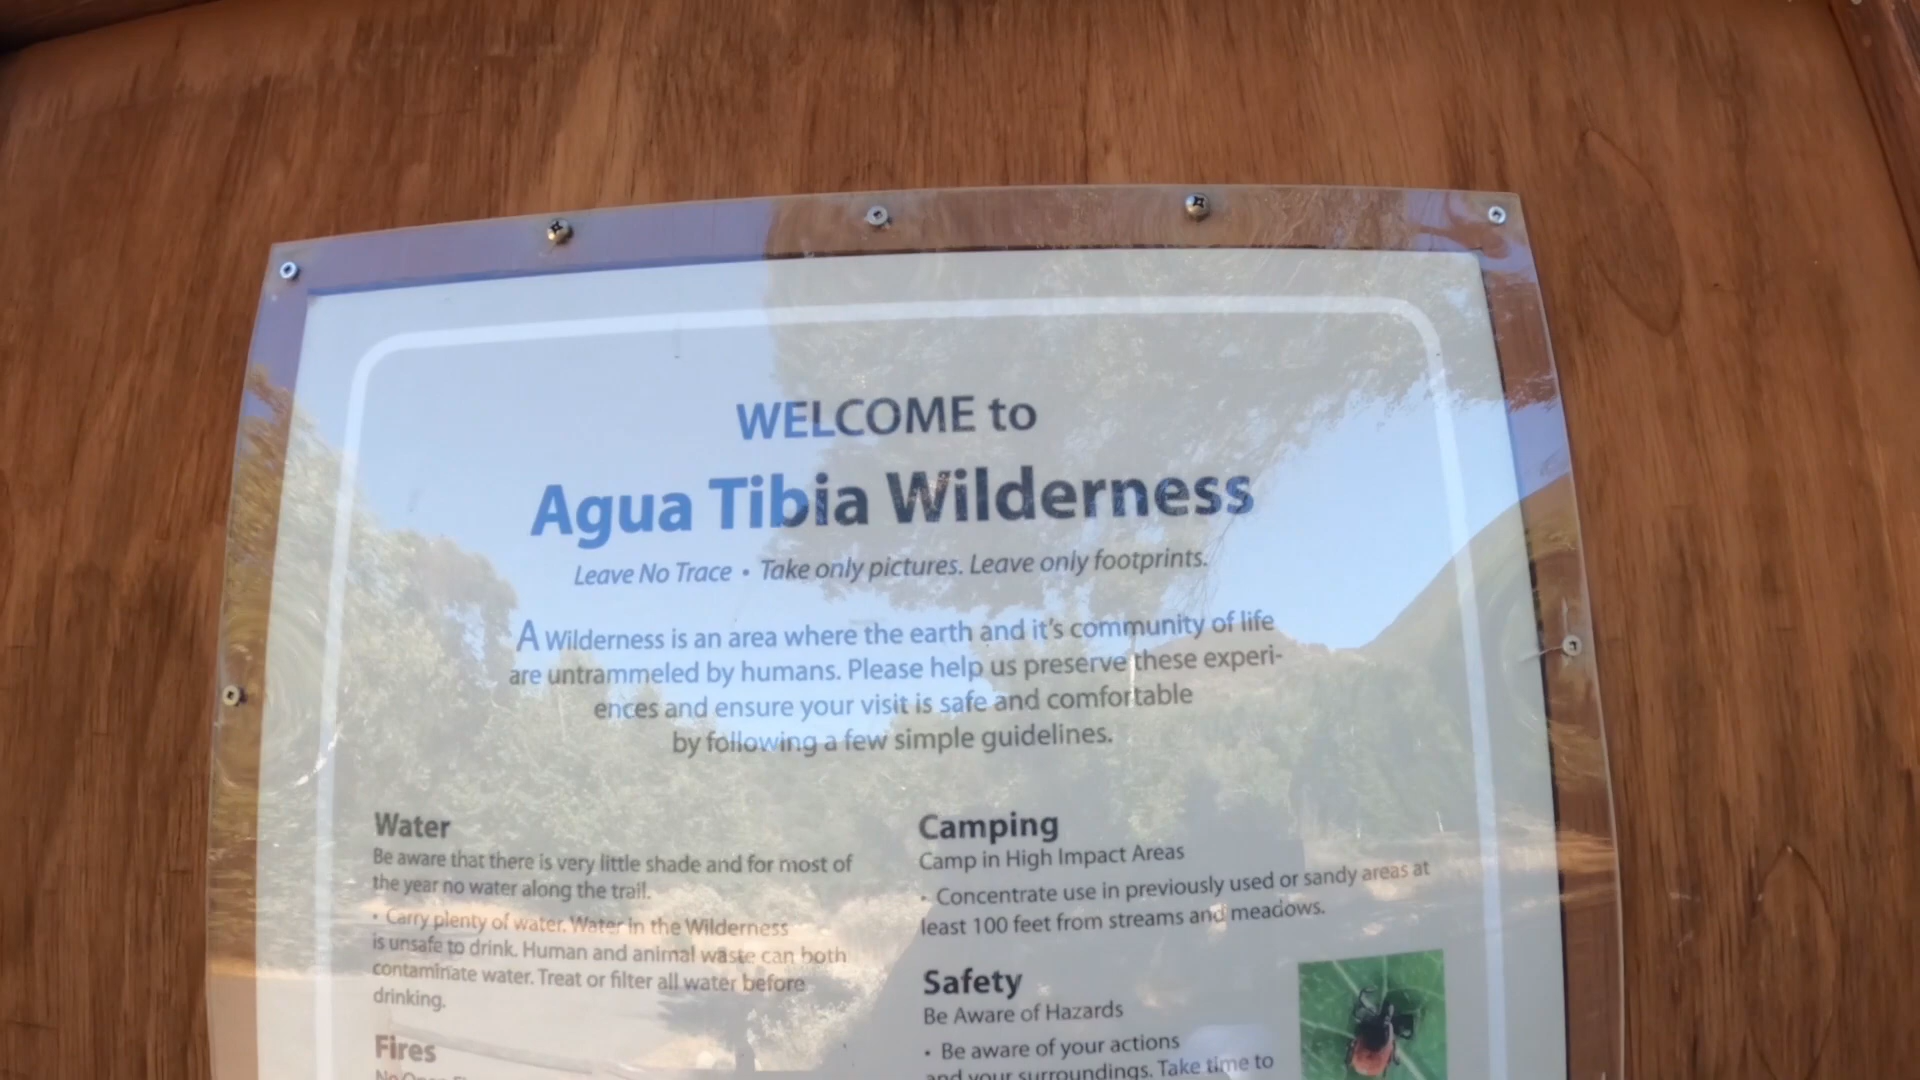 WELCOME to
Agua Tibia Wilderness
Leave No Trace • Take only pictures. Leave only footprints.
A Wilderness is an area where the earth and it's community of life
are untrammeled by humans. Please help us preserve these experi-
ences and ensure your visit is safe and comfortable
by following a few simple guidelines.
Water
Be aware that there is very little shade and for most of
the year no water along the trail.
• Carry plenty of water. Water in the Wilderness
is unsafe to drink. Human and animal waste can both
contaminate water. Treat or filter all water before
drinking.
Fires
Camping
Camp in High Impact Areas
• Concentrate use in previously used or sandy areas at
least 100 feet from streams and meadows.
Safety
Be Aware of Hazards
• Be aware of your actions
and your surroundings. Take time to